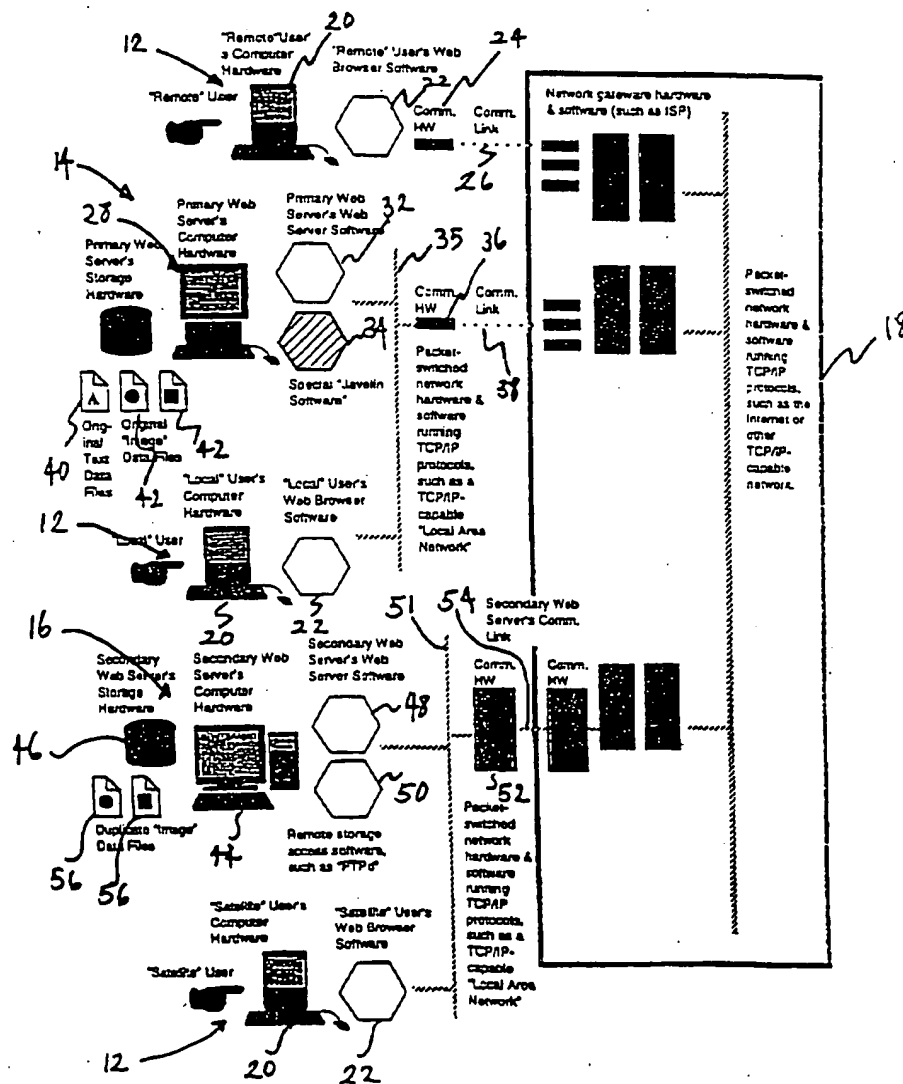 12
20
24
"Remote" User's Computer Hardware
"Remote" User's Web Browser Software
22
"Remote" User
Comm. HW
Comm. Link
26
Network gateware hardware & software (such as ISP)
14
28
Primary Web Server's Storage Hardware
Primary Web Server's Computer Hardware
Primary Web Server's Web Server Software
32
35
36
Comm. HW
Comm. Link
34
38
Special "Javelin Software"
Packet-switched network hardware & software running TCP/IP protocols, such as a TCP/IP-capable "Local Area Network"
Packet-switched network hardware & software running TCP/IP protocols, such as the Internet or other TCP/IP-capable network.
18
A
40
Original Text Data Files
Original "Image" Data Files
42
42
12
"Local" User
"Local" User's Computer Hardware
"Local" User's Web Browser Software
20
22
16
Secondary Web Server's Storage Hardware
Secondary Web Server's Computer Hardware
Secondary Web Server's Web Server Software
51
54
Secondary Web Server's Comm. Link
Comm. HW
Comm. HW
46
48
50
52
44
56
56
Duplicate "Image" Data Files
Remote storage access software, such as "FTPd"
Packet-switched network hardware & software running TCP/IP protocols, such as a TCP/IP-capable "Local Area Network"
"Satellite" User
"Satellite" User's Computer Hardware
"Satellite" User's Web Browser Software
12
20
22